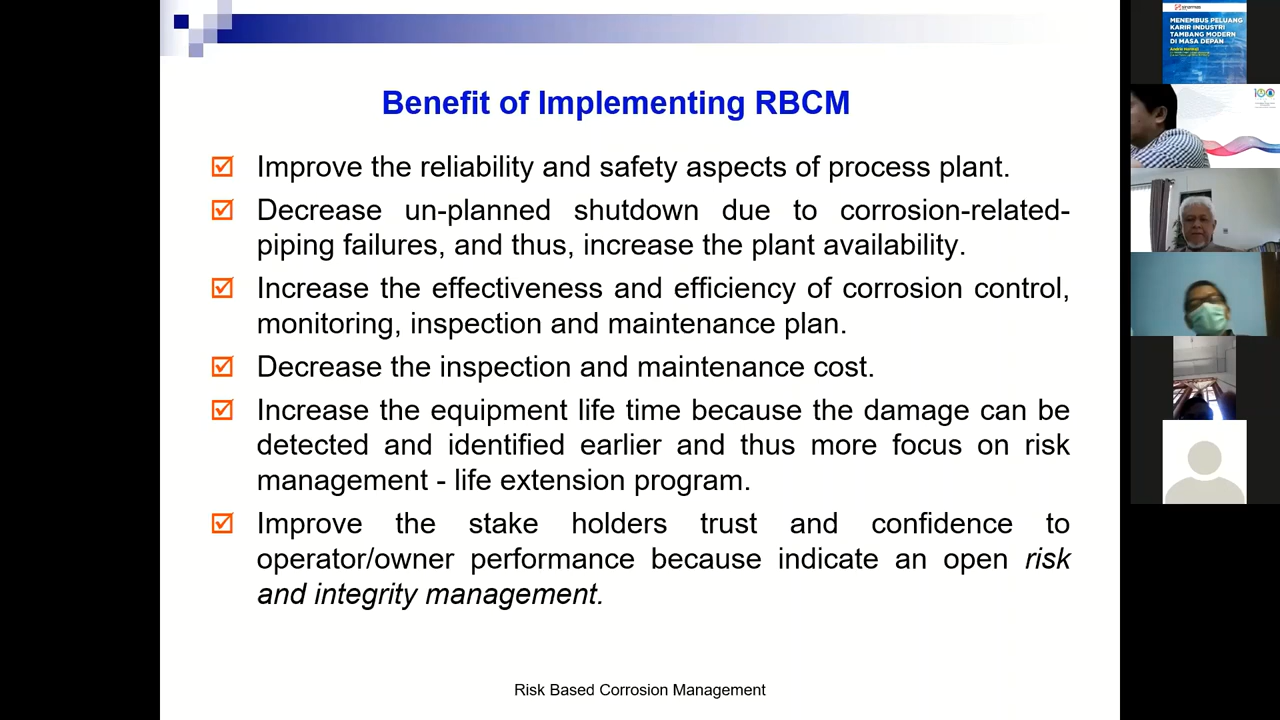 Benefit of Implementing RBCM
Improve the reliability and safety aspects of process plant.
Decrease un-planned shutdown due to corrosion-related-
piping failures, and thus, increase the plant availability.
Increase the effectiveness and efficiency of corrosion control,
monitoring, inspection and maintenance plan.
Decrease the inspection and maintenance cost.
Increase the equipment life time because the damage can be
detected and identified earlier and thus more focus on risk
management - life extension program.
Improve the stake holders trust and confidence to
operator/owner performance because indicate an open risk
and integrity management.
Risk Based Corrosion Management
sinarmas
MENEMBUS PELUANG
KARIR INDUSTRI
TAMBANG MODERN
DI MASA DEPAN